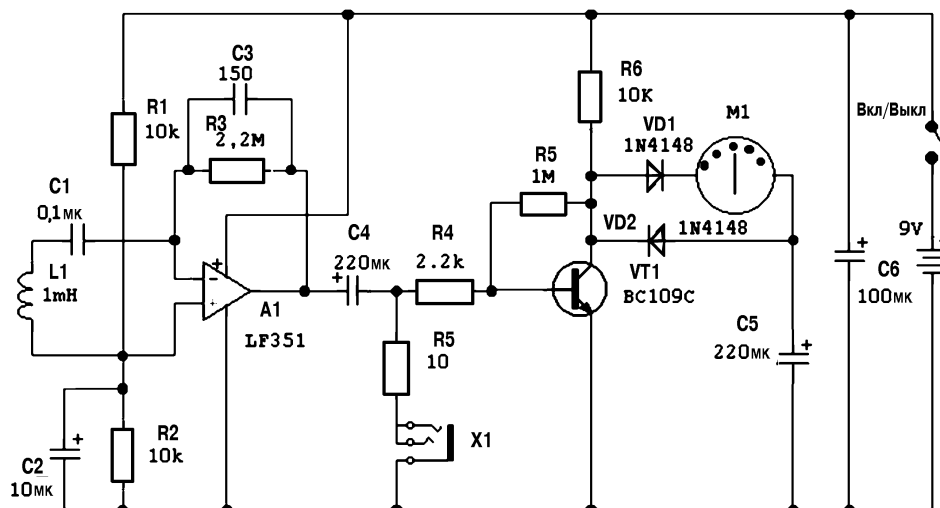 C3
150
R1
10k
R3
2,2M
R6
10K
VD1
1N4148
M1
Вкл/Выкл
C1
0,1мк
R5
1M
L1
1mH
C4
220мк
R4
2.2k
VD2
1N4148
9V
VT1
BC109C
A1
LF351
C6
100мк
R5
10
C5
220мк
R2
10k
X1
C2
10мк